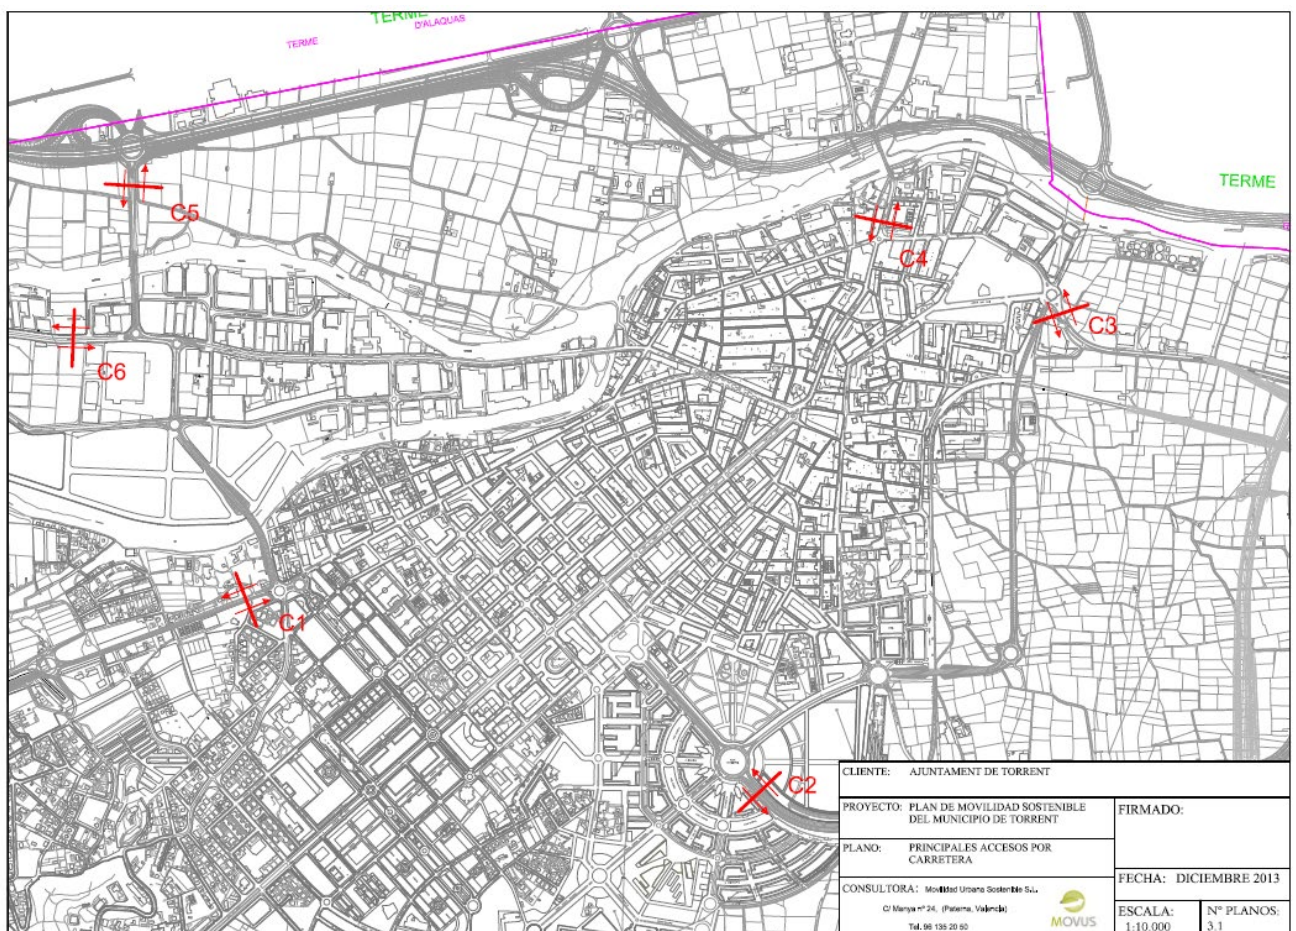 TERME
D'ALAQUAS
TERME
TERME
C5
C4
C3
C6
C1
C2
CLIENTE: AJUNTAMENT DE TORRENT
PROYECTO: PLAN DE MOVILIDAD SOSTENIBLE
DEL MUNICIPIO DE TORRENT
FIRMADO:
PLANO: PRINCIPALES ACCESOS POR
CARRETERA
FECHA: DICIEMBRE 2013
CONSULTORA: Movilidad Urbana Sostenible S.L.
C/ Manya nº 24, (Paterna, Valencia)
Tel. 96 135 20 50
MOVUS
ESCALA:
1:10.000
Nº PLANOS:
3.1